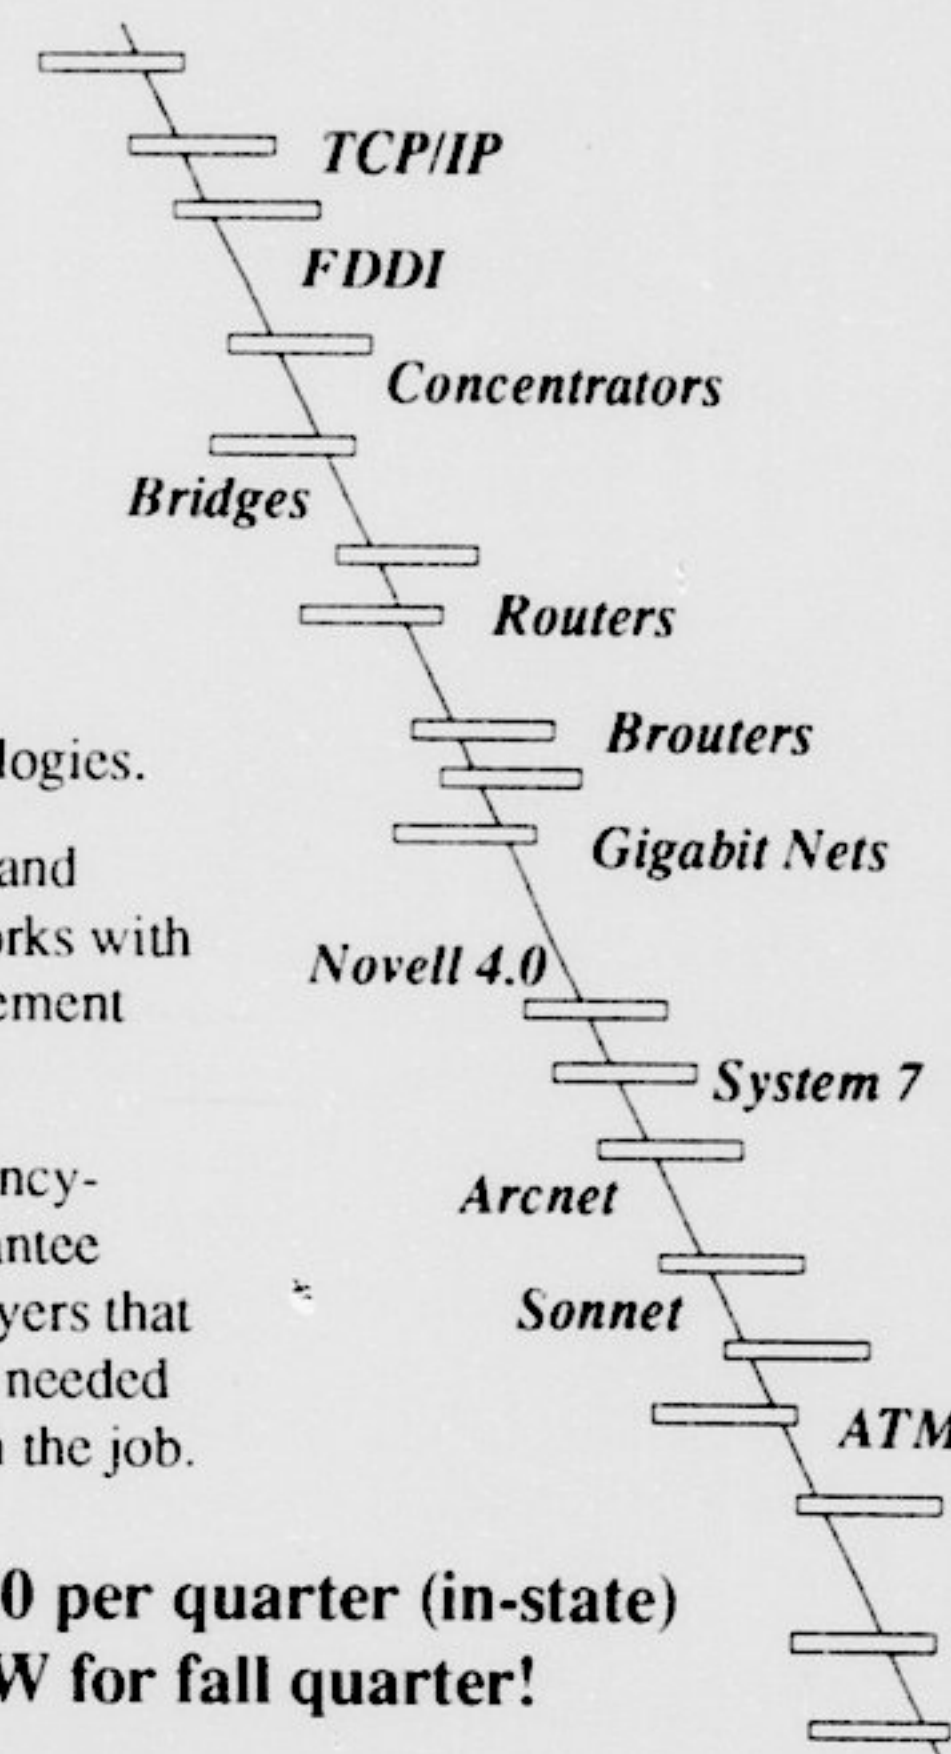 TCP/IP
FDDI
Concentrators
Bridges
Routers
Brouters
logies.
Gigabit Nets
and
orks with
Novell 4.0
ement
System 7
ncy-
Arcnet
ntee
yers that
Sonnet
needed
the job.
ATM
0 per quarter (in-state)
W for fall quarter!